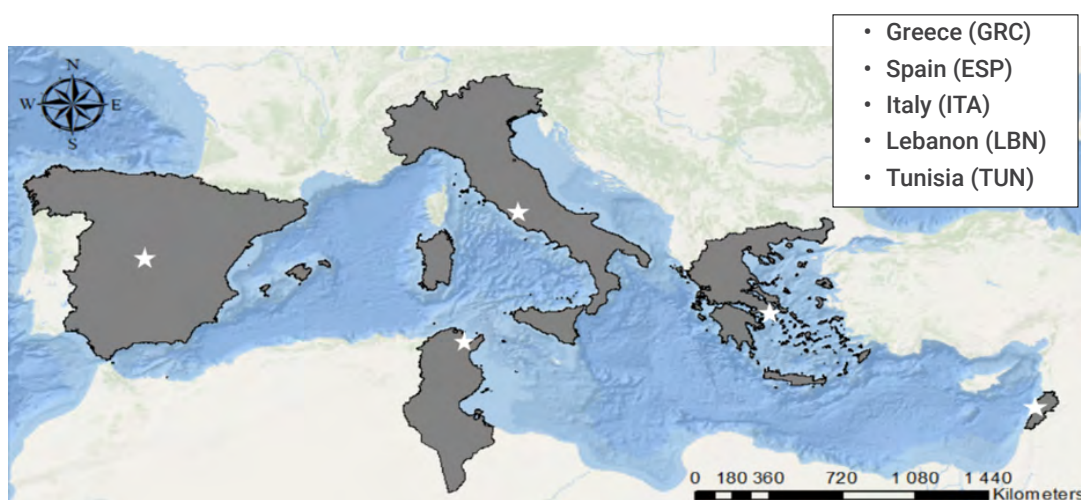 • Greece (GRC)
• Spain (ESP)
• Italy (ITA)
• Lebanon (LBN)
• Tunisia (TUN)
N
W E
S
0 180 360 720 1 080 1 440
Kilometers